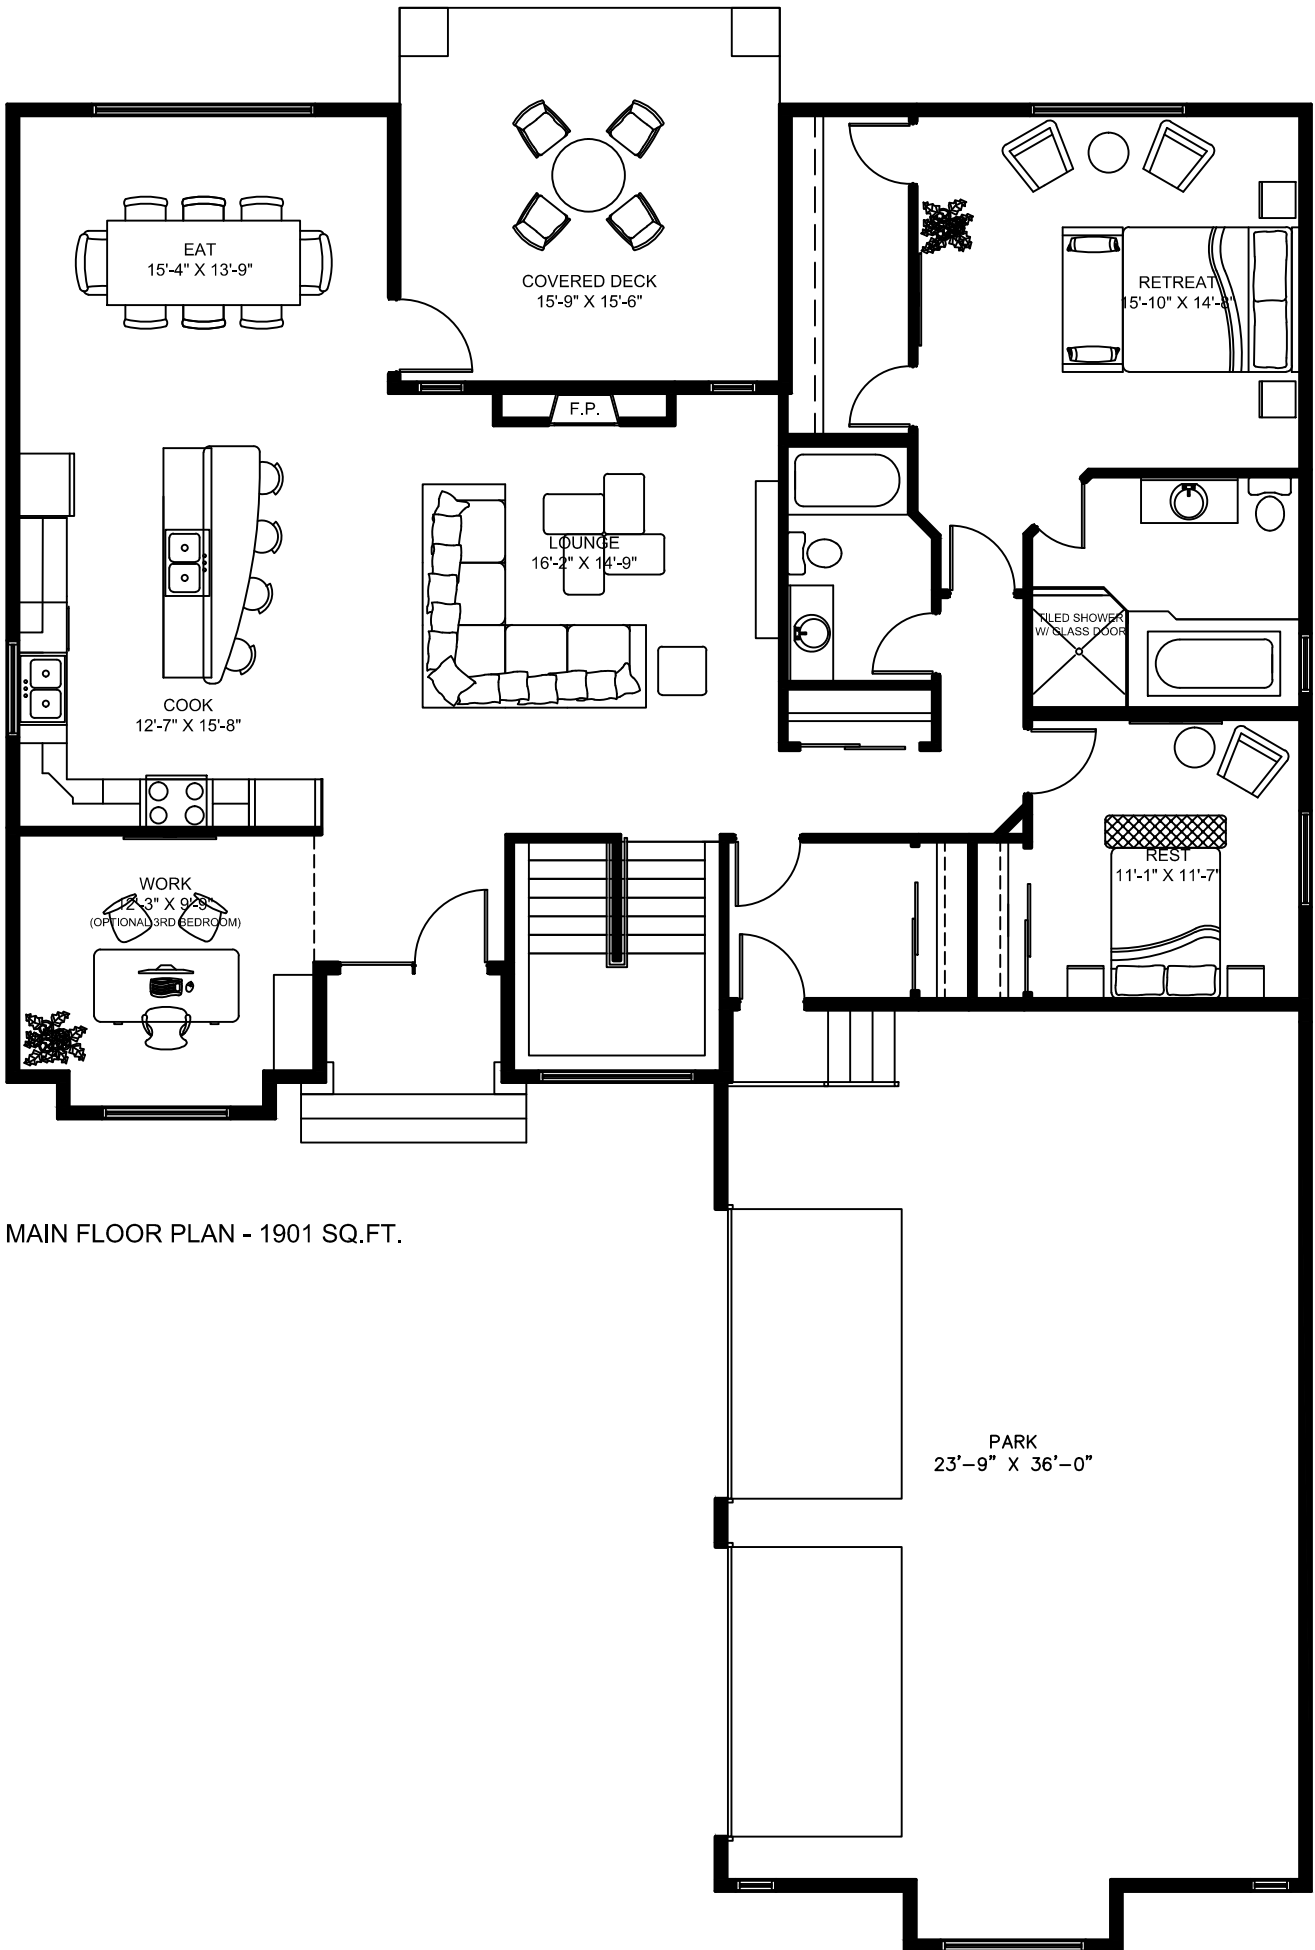 EAT
15'-4" X 13'-9"
COVERED DECK
15'-9" X 15'-6"
RETREAT
15'-10" X 14'-8"
F.P.
LOUNGE
16'-2" X 14'-9"
TILED SHOWER
W/ GLASS DOOR
COOK
12'-7" X 15'-8"
REST
11'-1" X 11'-7"
WORK
12'-3" X 9'-9"
(OPTIONAL 3RD BEDROOM)
MAIN FLOOR PLAN - 1901 SQ.FT.
PARK
23'-9" X 36'-0"